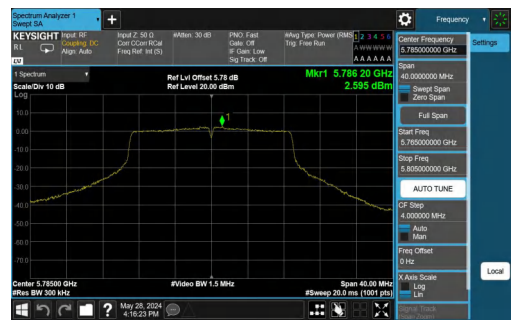 Spectrum Analyzer 1
Swept SA
Frequency
KEYSIGHT
RL
Input: RF
Coupling: DC
Align: Auto
Input Z: 50 Ω
Corr CCorr RCal
Freq Ref: Int (S)
#Atten: 30 dB
PNO: Fast
Gate: Off
IF Gain: Low
Sig Track: Off
#Avg Type: Power (RMS)
Trig: Free Run
1 2 3 4 5 6
A W W W W W
A A A A A A
LXI
1 Spectrum
Scale/Div 10 dB
Log
Ref Lvl Offset 5.78 dB
Ref Level 20.00 dBm
Mkr1 5.786 20 GHz
2.595 dBm
1
10.0
0.00
-10.0
-20.0
-30.0
-40.0
-50.0
-60.0
-70.0
Center 5.78500 GHz
#Res BW 300 kHz
#Video BW 1.5 MHz
Span 40.00 MHz
#Sweep 20.0 ms (1001 pts)
Center Frequency
5.785000000 GHz
Span
40.0000000 MHz
Swept Span
Zero Span
Full Span
Start Freq
5.765000000 GHz
Stop Freq
5.805000000 GHz
AUTO TUNE
CF Step
4.000000 MHz
Auto
Man
Freq Offset
0 Hz
X Axis Scale
Log
Lin
Signal Track
Settings
Local
?
May 28, 2024
4:16:23 PM